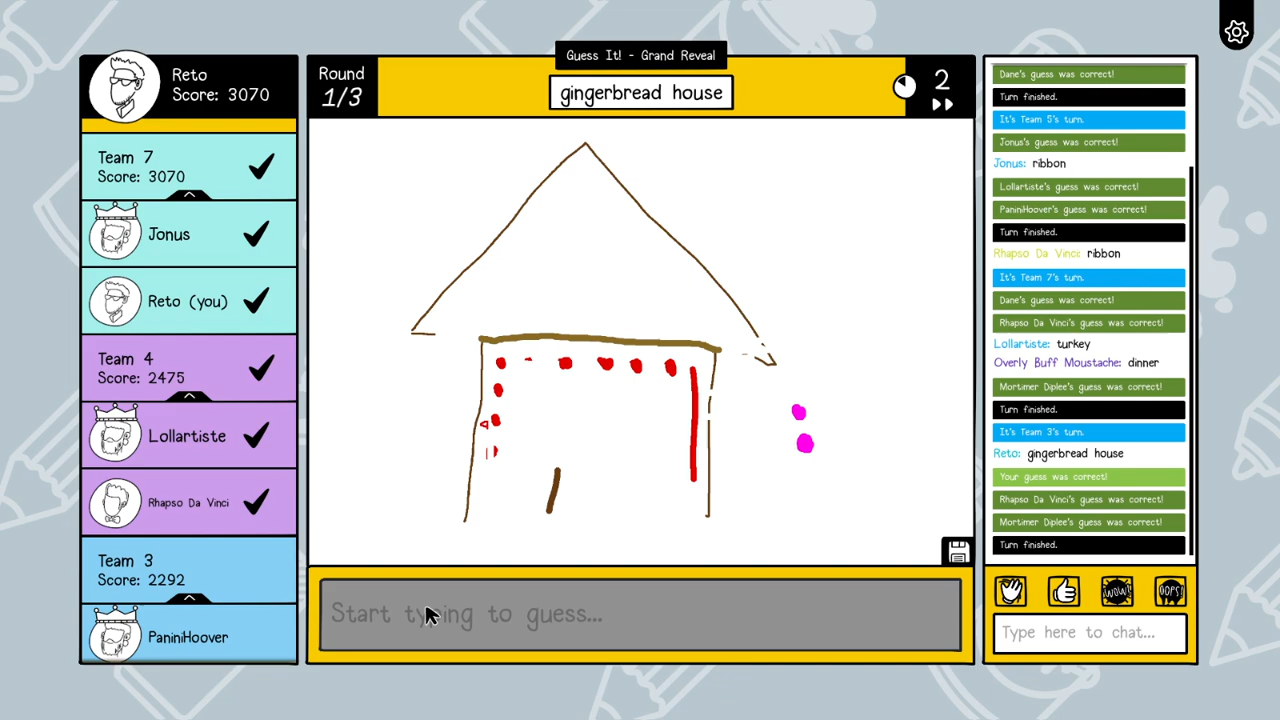 Guess It! - Grand Reveal
Reto
Score: 3070
Round
1/3
gingerbread house
2
Team 7
Score: 3070
Jonus
Reto (you)
Team 4
Score: 2475
Lollartiste
Rhapso Da Vinci
Team 3
Score: 2292
PaniniHoover
Start typing to guess...
Dane's guess was correct!
Turn finished.
It's Team 5's turn.
Jonus's guess was correct!
Jonus: ribbon
Lollartiste's guess was correct!
PaniniHoover's guess was correct!
Turn finished.
Rhapso Da Vinci: ribbon
It's Team 7's turn.
Dane's guess was correct!
Rhapso Da Vinci's guess was correct!
Lollartiste: turkey
Overly Buff Moustache: dinner
Mortimer Diplee's guess was correct!
Turn finished.
It's Team 3's turn.
Reto: gingerbread house
Your guess was correct!
Rhapso Da Vinci's guess was correct!
Mortimer Diplee's guess was correct!
Turn finished.
WOW!
OOPS!
Type here to chat...